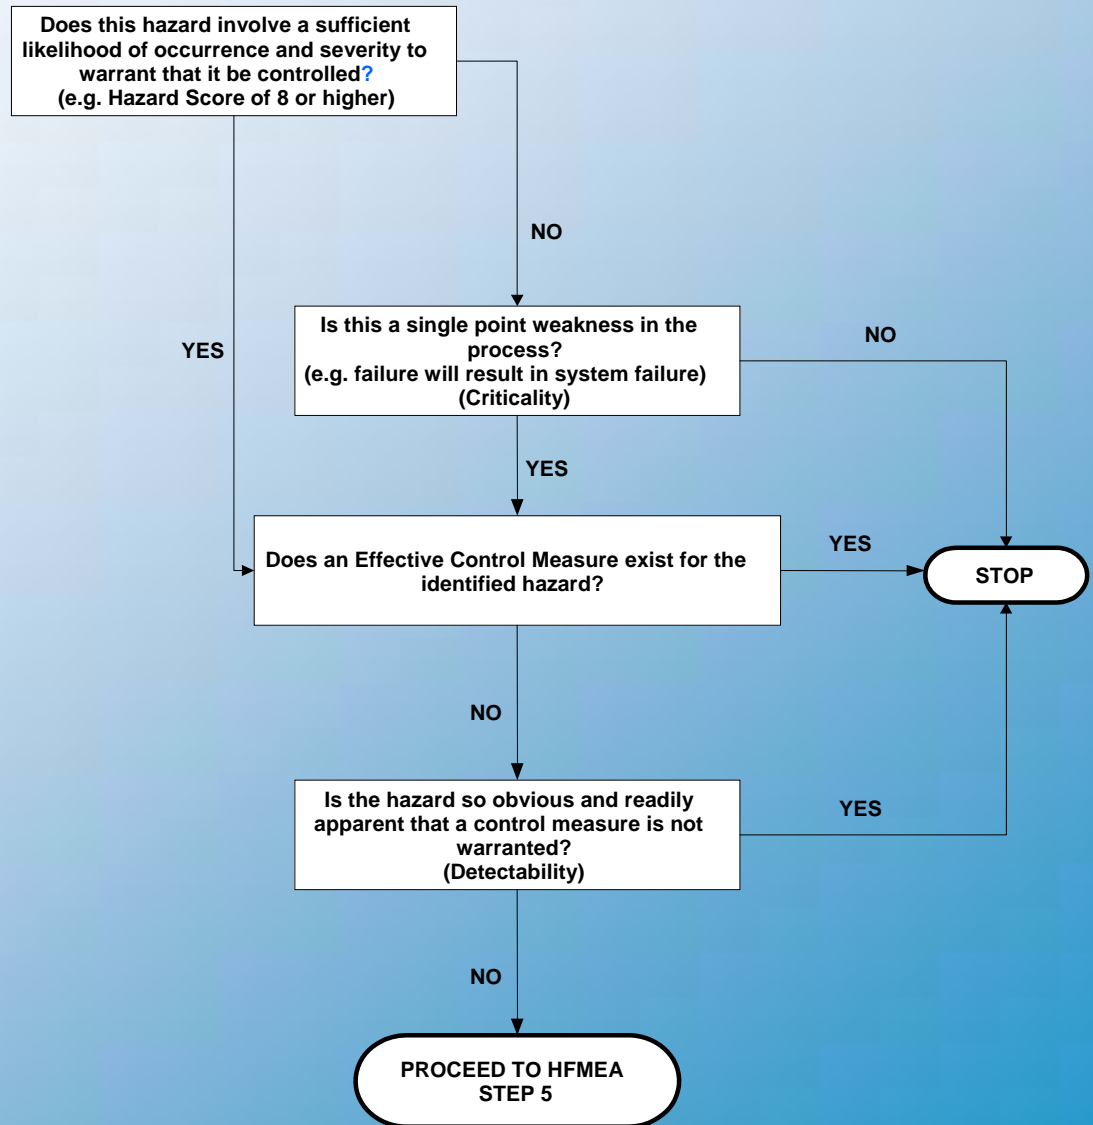 Does this hazard involve a sufficient
likelihood of occurrence and severity to
warrant that it be controlled?
(e.g. Hazard Score of 8 or higher)
NO
Is this a single point weakness in the
process?
(e.g. failure will result in system failure)
(Criticality)
NO
YES
YES
Does an Effective Control Measure exist for the
identified hazard?
YES
STOP
NO
Is the hazard so obvious and readily
apparent that a control measure is not
warranted?
(Detectability)
YES
NO
PROCEED TO HFMEA
STEP 5